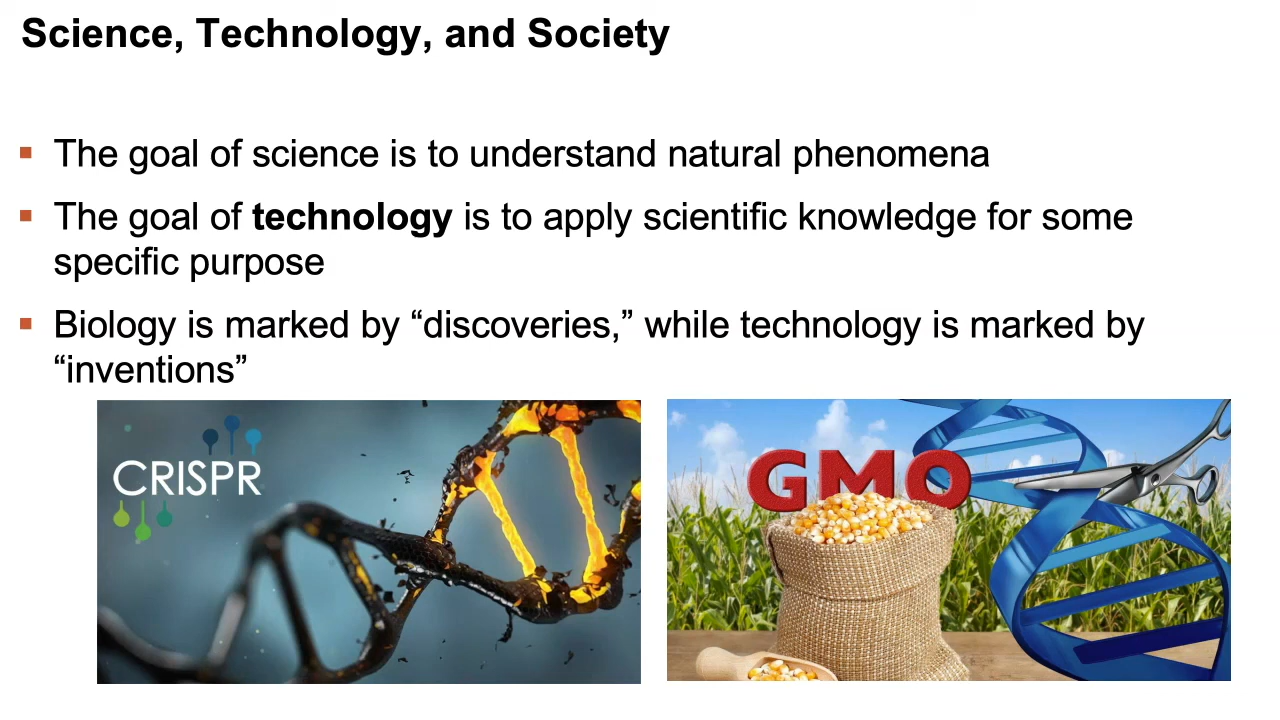 Science, Technology, and Society
The goal of science is to understand natural phenomena
The goal of technology is to apply scientific knowledge for some
specific purpose
Biology is marked by “discoveries,” while technology is marked by
“inventions”
CRISPR
GMO